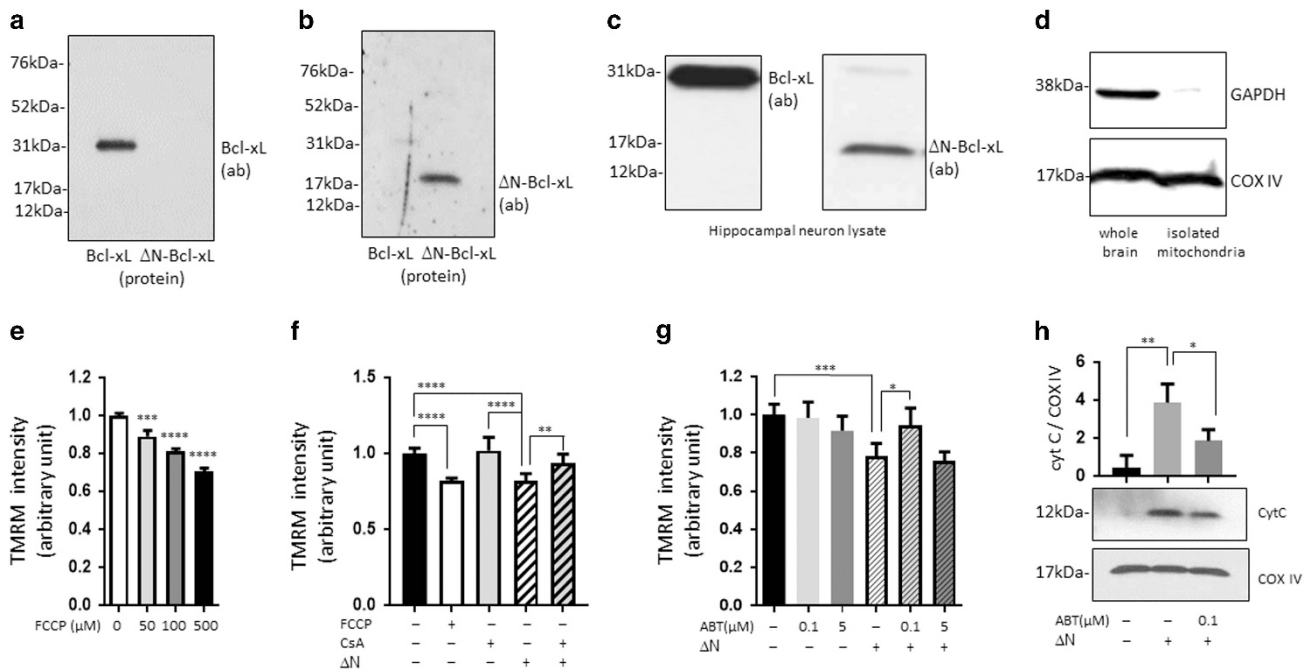 a
76kDa-
52kDa-
31kDa-
17kDa-
12kDa-
Bcl-xL
(ab)
Bcl-xL ΔN-Bcl-xL
(protein)
b
76kDa-
52kDa-
31kDa-
17kDa-
12kDa-
ΔN-Bcl-xL
(ab)
Bcl-xL ΔN-Bcl-xL
(protein)
c
31kDa-
17kDa-
12kDa-
Bcl-xL
(ab)
ΔN-Bcl-xL
(ab)
Hippocampal neuron lysate
d
38kDa-
GAPDH
17kDa-
COX IV
whole isolated
brain mitochondria
e
TMRM intensity
(arbitrary unit)
1.2
1.0
0.8
0.6
0.4
0.2
0.0
***
****
****
FCCP (μM) 0 50 100 500
f
TMRM intensity
(arbitrary unit)
1.5
1.0
0.5
0.0
****
****
****
**
FCCP – + – – –
CsA – – + – +
ΔN – – – + +
g
TMRM intensity
(arbitrary unit)
1.2
1.0
0.8
0.6
0.4
0.2
0.0
***
*
ABT(μM) – 0.1 5 – 0.1 5
ΔN – – – + + +
h
cyt C / COX IV
6
4
2
0
**
*
12kDa-
CytC
17kDa-
COX IV
ABT(μM) – – 0.1
ΔN – + +